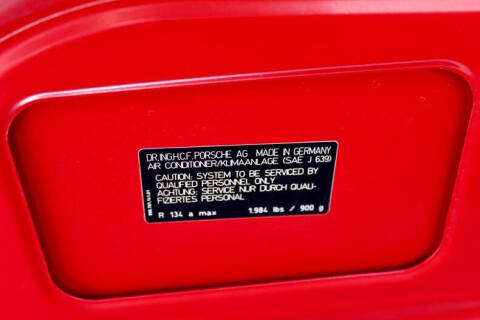 DR.ING.H.C.F. PORSCHE AG MADE IN GERMANY
AIR CONDITIONER/KLIMAANLAGE (SAE J 639)
CAUTION: SYSTEM TO BE SERVICED BY
QUALIFIED PERSONNEL ONLY
ACHTUNG: SERVICE NUR DURCH QUALI-
FIZIERTES PERSONAL
R 134 a max 1.984 lbs / 900 g